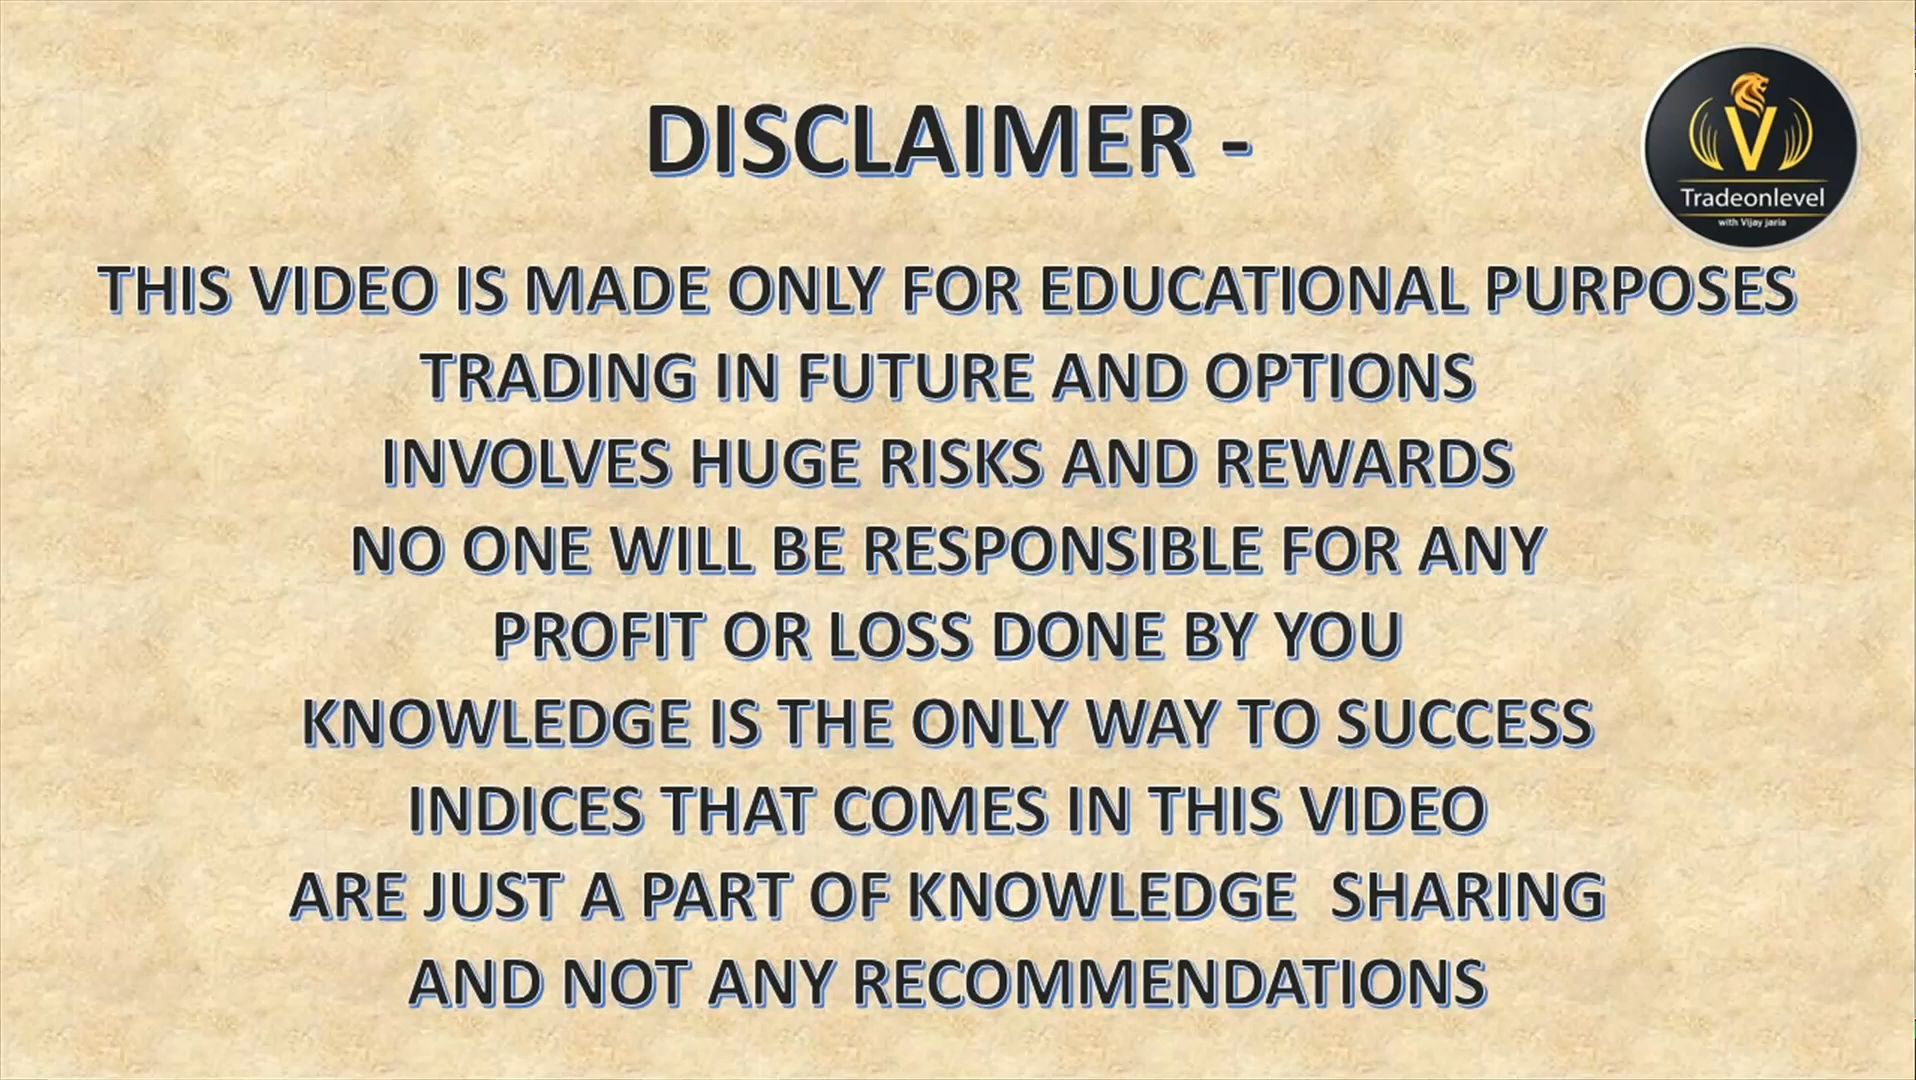 DISCLAIMER -
V
Tradeonlevel
with Vijay jaria
THIS VIDEO IS MADE ONLY FOR EDUCATIONAL PURPOSES
TRADING IN FUTURE AND OPTIONS
INVOLVES HUGE RISKS AND REWARDS
NO ONE WILL BE RESPONSIBLE FOR ANY
PROFIT OR LOSS DONE BY YOU
KNOWLEDGE IS THE ONLY WAY TO SUCCESS
INDICES THAT COMES IN THIS VIDEO
ARE JUST A PART OF KNOWLEDGE  SHARING
AND NOT ANY RECOMMENDATIONS